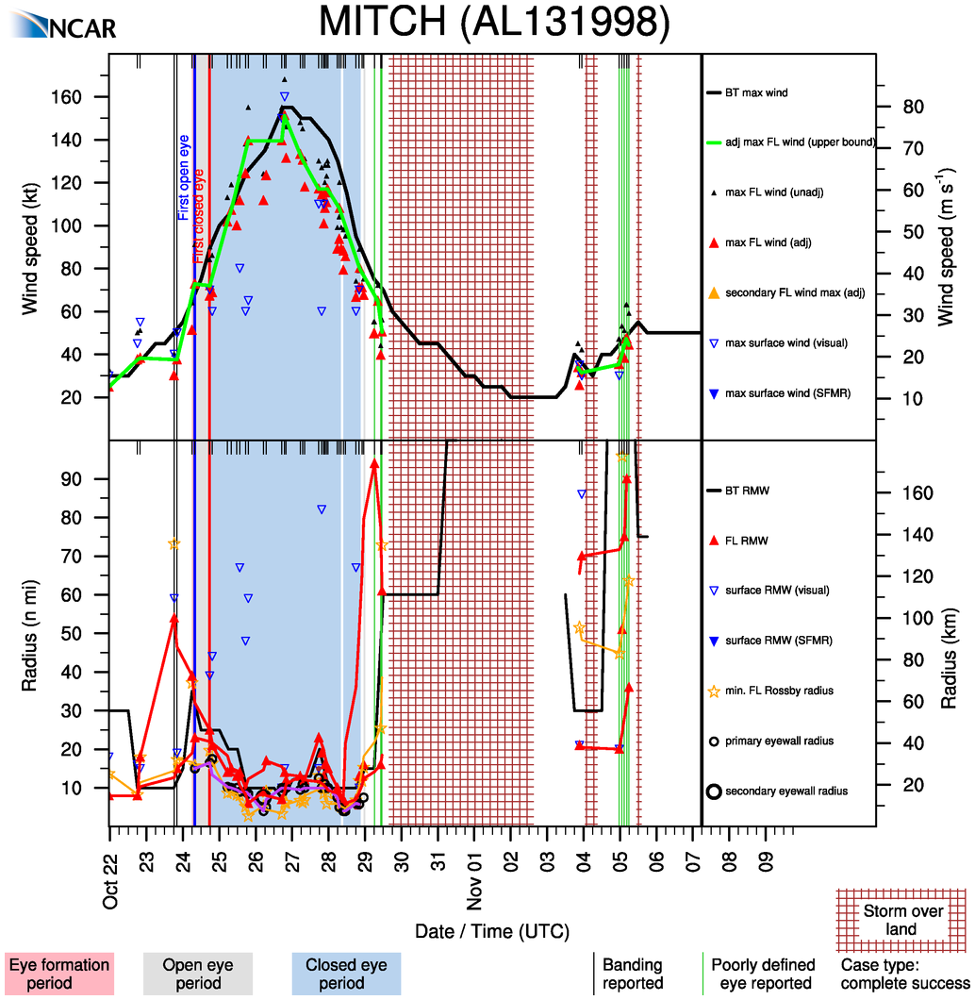 NCAR
MITCH (AL131998)
Wind speed (kt)
160
140
120
100
80
60
40
20
First open eye
First closed eye
80
70
60
50
40
30
20
10
Wind speed (m s-1)
BT max wind
adj max FL wind (upper bound)
max FL wind (unadj)
max FL wind (adj)
secondary FL wind max (adj)
max surface wind (visual)
max surface wind (SFMR)
Radius (n mi)
90
80
70
60
50
40
30
20
10
160
140
120
100
80
60
40
20
Radius (km)
BT RMW
FL RMW
surface RMW (visual)
surface RMW (SFMR)
min. FL Rossby radius
primary eyewall radius
secondary eyewall radius
Oct 22
23
24
25
26
27
28
29
30
31
Nov 01
02
03
04
05
06
07
08
09
Date / Time (UTC)
Storm over
land
Eye formation
period
Open eye
period
Closed eye
period
Banding
reported
Poorly defined
eye reported
Case type:
complete success